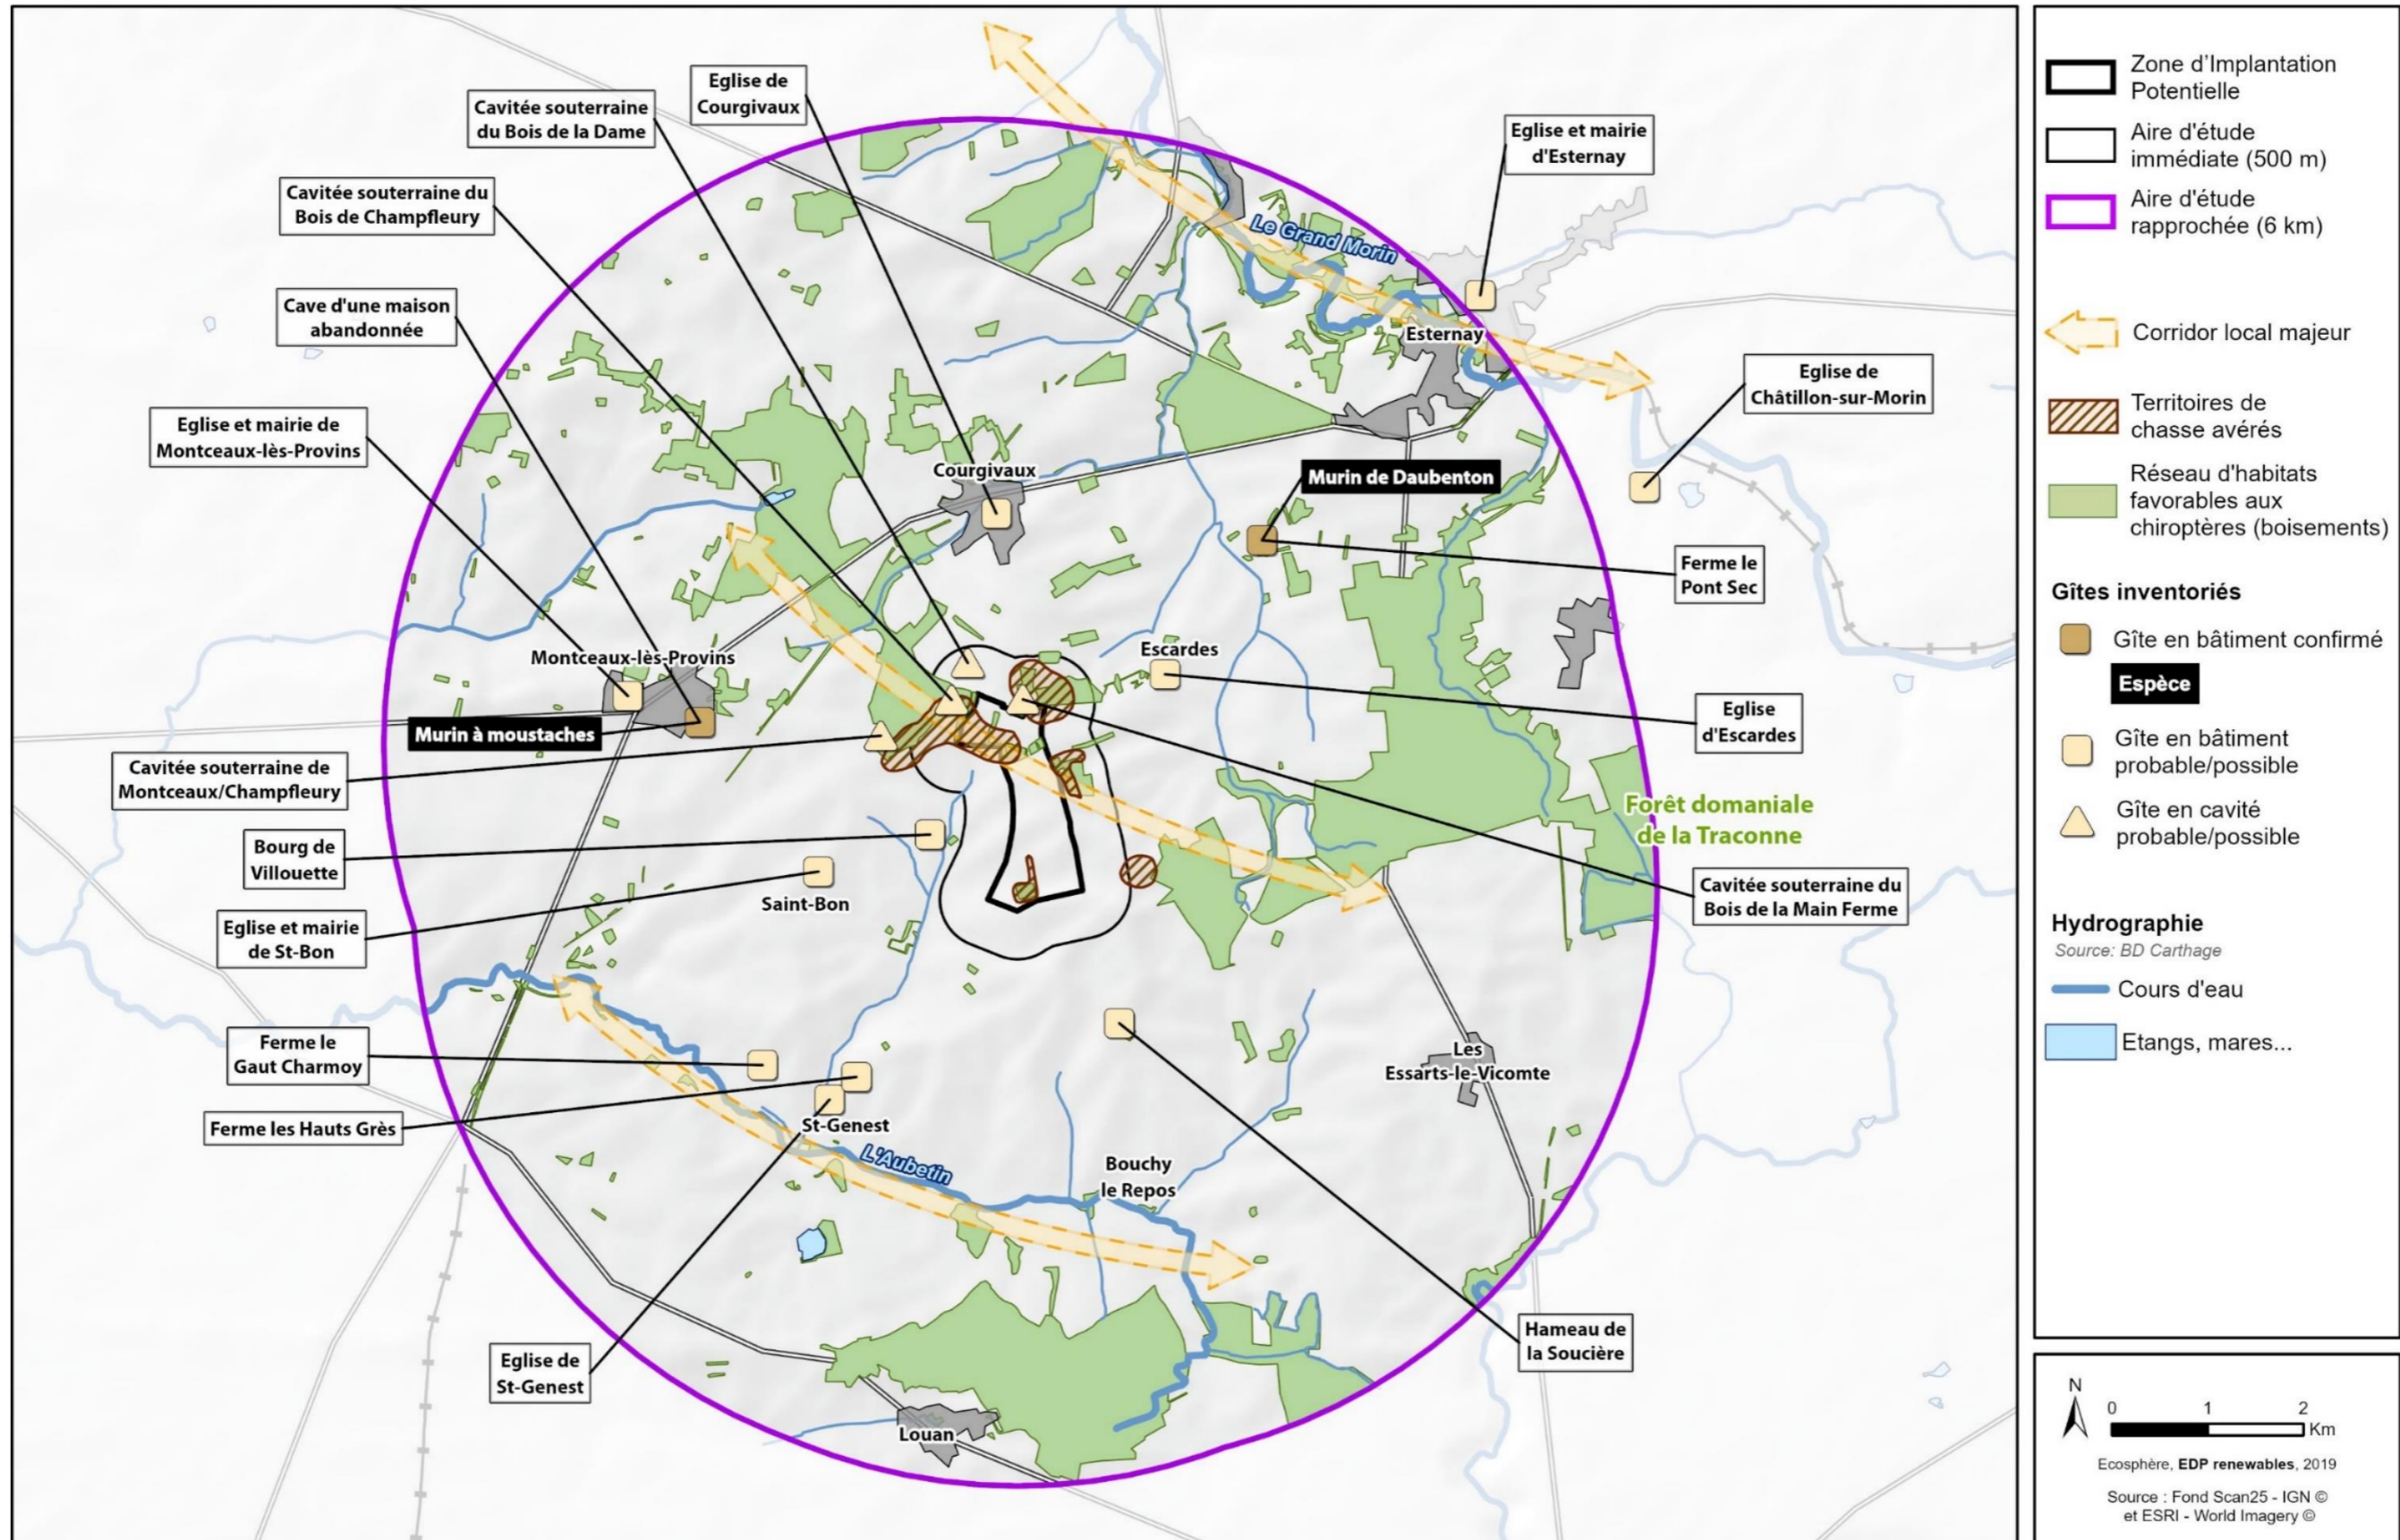 Eglise de
Courgivaux
Cavitée souterraine
du Bois de la Dame
Eglise et mairie
d'Esternay
Cavitée souterraine du
Bois de Champfleury
Le Grand Morin
Cave d'une maison
abandonnée
Esternay
Eglise de
Châtillon-sur-Morin
Eglise et mairie de
Montceaux-lès-Provins
Courgivaux
Murin de Daubenton
Ferme le
Pont Sec
Montceaux-lès-Provins
Escardes
Murin à moustaches
Eglise
d'Escardes
Cavitée souterraine de
Montceaux/Champfleury
Forêt domaniale
de la Traconne
Bourg de
Villouette
Cavitée souterraine du
Bois de la Main Ferme
Saint-Bon
Eglise et mairie
de St-Bon
Ferme le
Gaut Charmoy
Les
Essarts-le-Vicomte
Ferme les Hauts Grès
St-Genest
L'Aubetin
Bouchy
le Repos
Eglise de
St-Genest
Hameau de
la Soucière
Louan
Zone d'Implantation
Potentielle
Aire d'étude
immédiate (500 m)
Aire d'étude
rapprochée (6 km)
Corridor local majeur
Territoires de
chasse avérés
Réseau d'habitats
favorables aux
chiroptères (boisements)
Gîtes inventoriés
Gîte en bâtiment confirmé
Espèce
Gîte en bâtiment
probable/possible
Gîte en cavité
probable/possible
Hydrographie
Source: BD Carthage
Cours d'eau
Etangs, mares...
N
0 1 2
Km
Ecosphère, EDP renewables, 2019
Source : Fond Scan25 - IGN ©
et ESRI - World Imagery ©